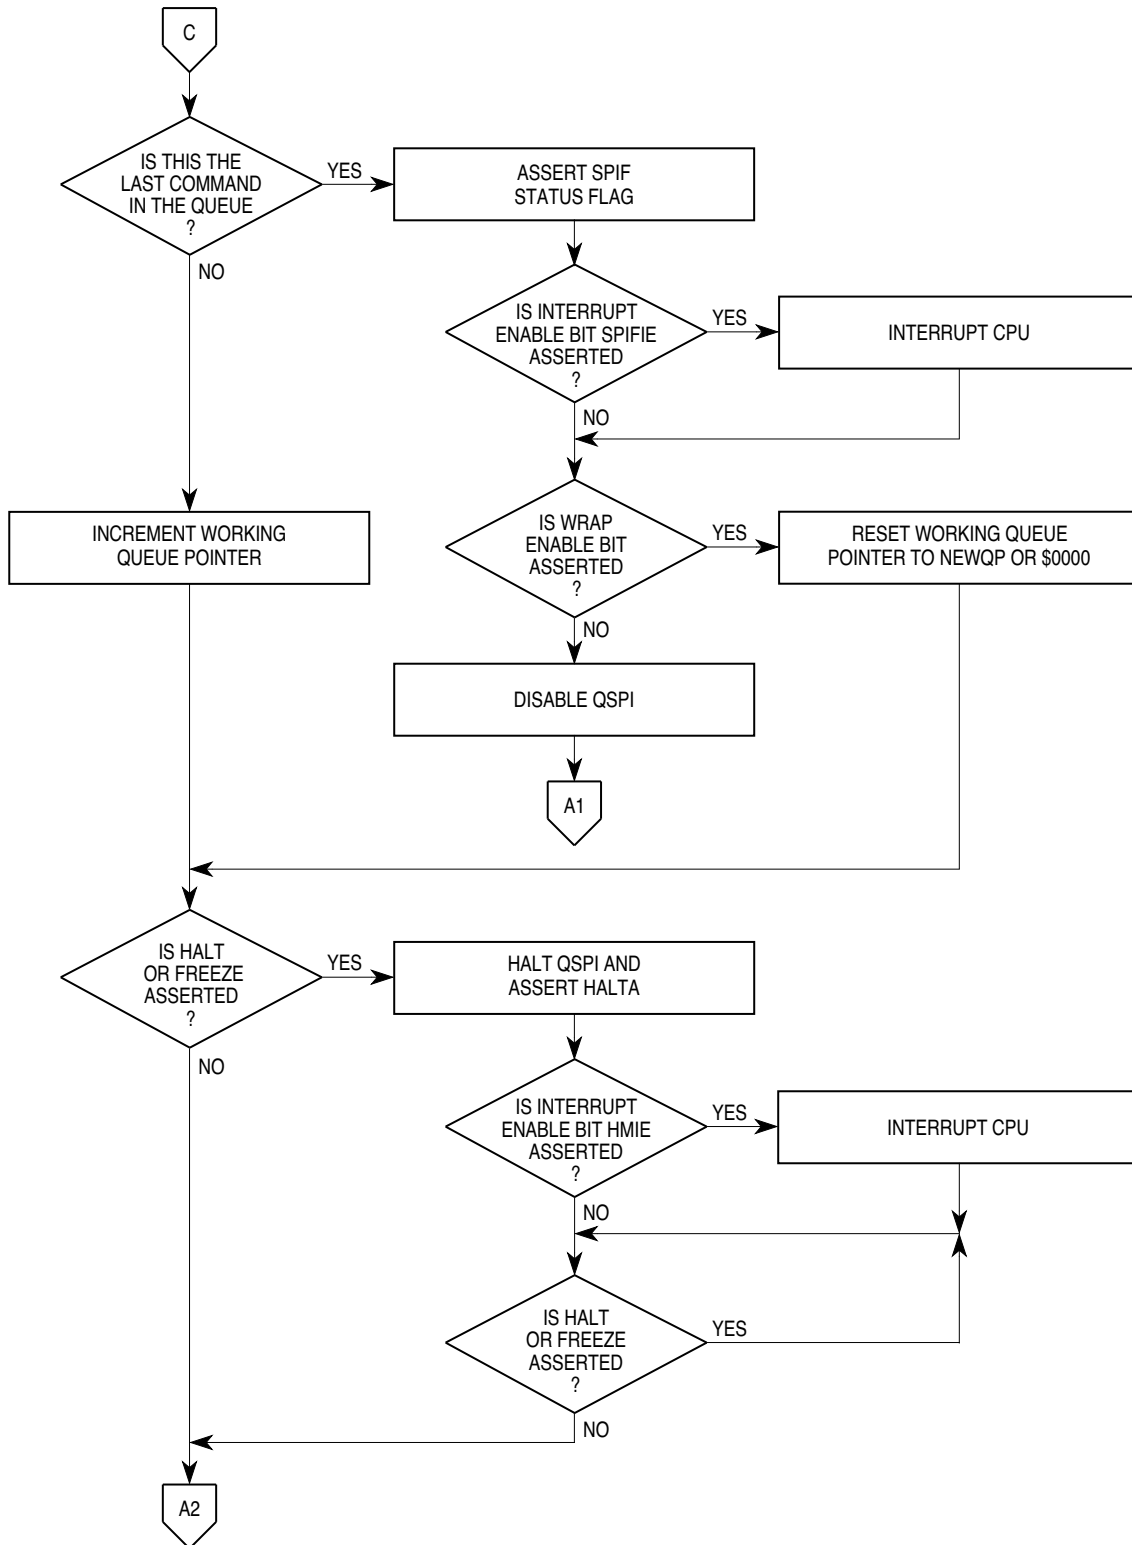 C
IS THIS THE
LAST COMMAND
IN THE QUEUE
?
YES
NO
ASSERT SPIF
STATUS FLAG
IS INTERRUPT
ENABLE BIT SPIFIE
ASSERTED
?
YES
NO
INTERRUPT CPU
INCREMENT WORKING
QUEUE POINTER
IS WRAP
ENABLE BIT
ASSERTED
?
YES
NO
RESET WORKING QUEUE
POINTER TO NEWQP OR $0000
DISABLE QSPI
A1
IS HALT
OR FREEZE
ASSERTED
?
YES
NO
HALT QSPI AND
ASSERT HALTA
IS INTERRUPT
ENABLE BIT HMIE
ASSERTED
?
YES
NO
INTERRUPT CPU
IS HALT
OR FREEZE
ASSERTED
?
YES
NO
A2